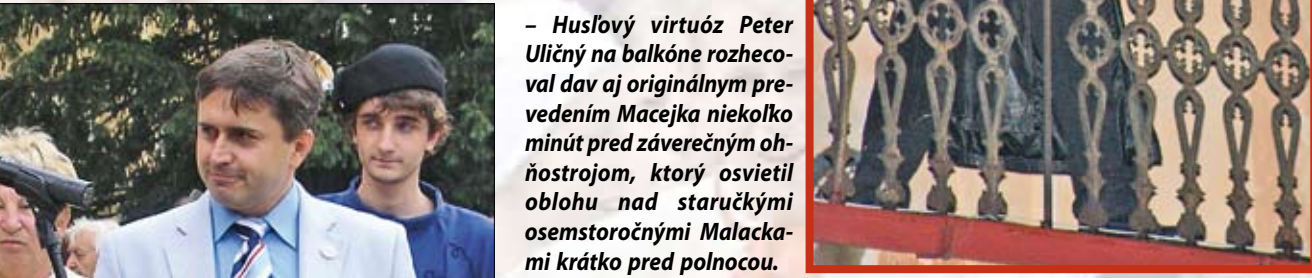 – Husľový virtuóz Peter
Uličný na balkóne rozheco-
val dav aj originálnym pre-
vedením Macejka niekoľko
minút pred záverečným oh-
ňostrojom, ktorý osvietil
oblohu nad staručkými
osemstoročnými Malacka-
mi krátko pred polnocou.